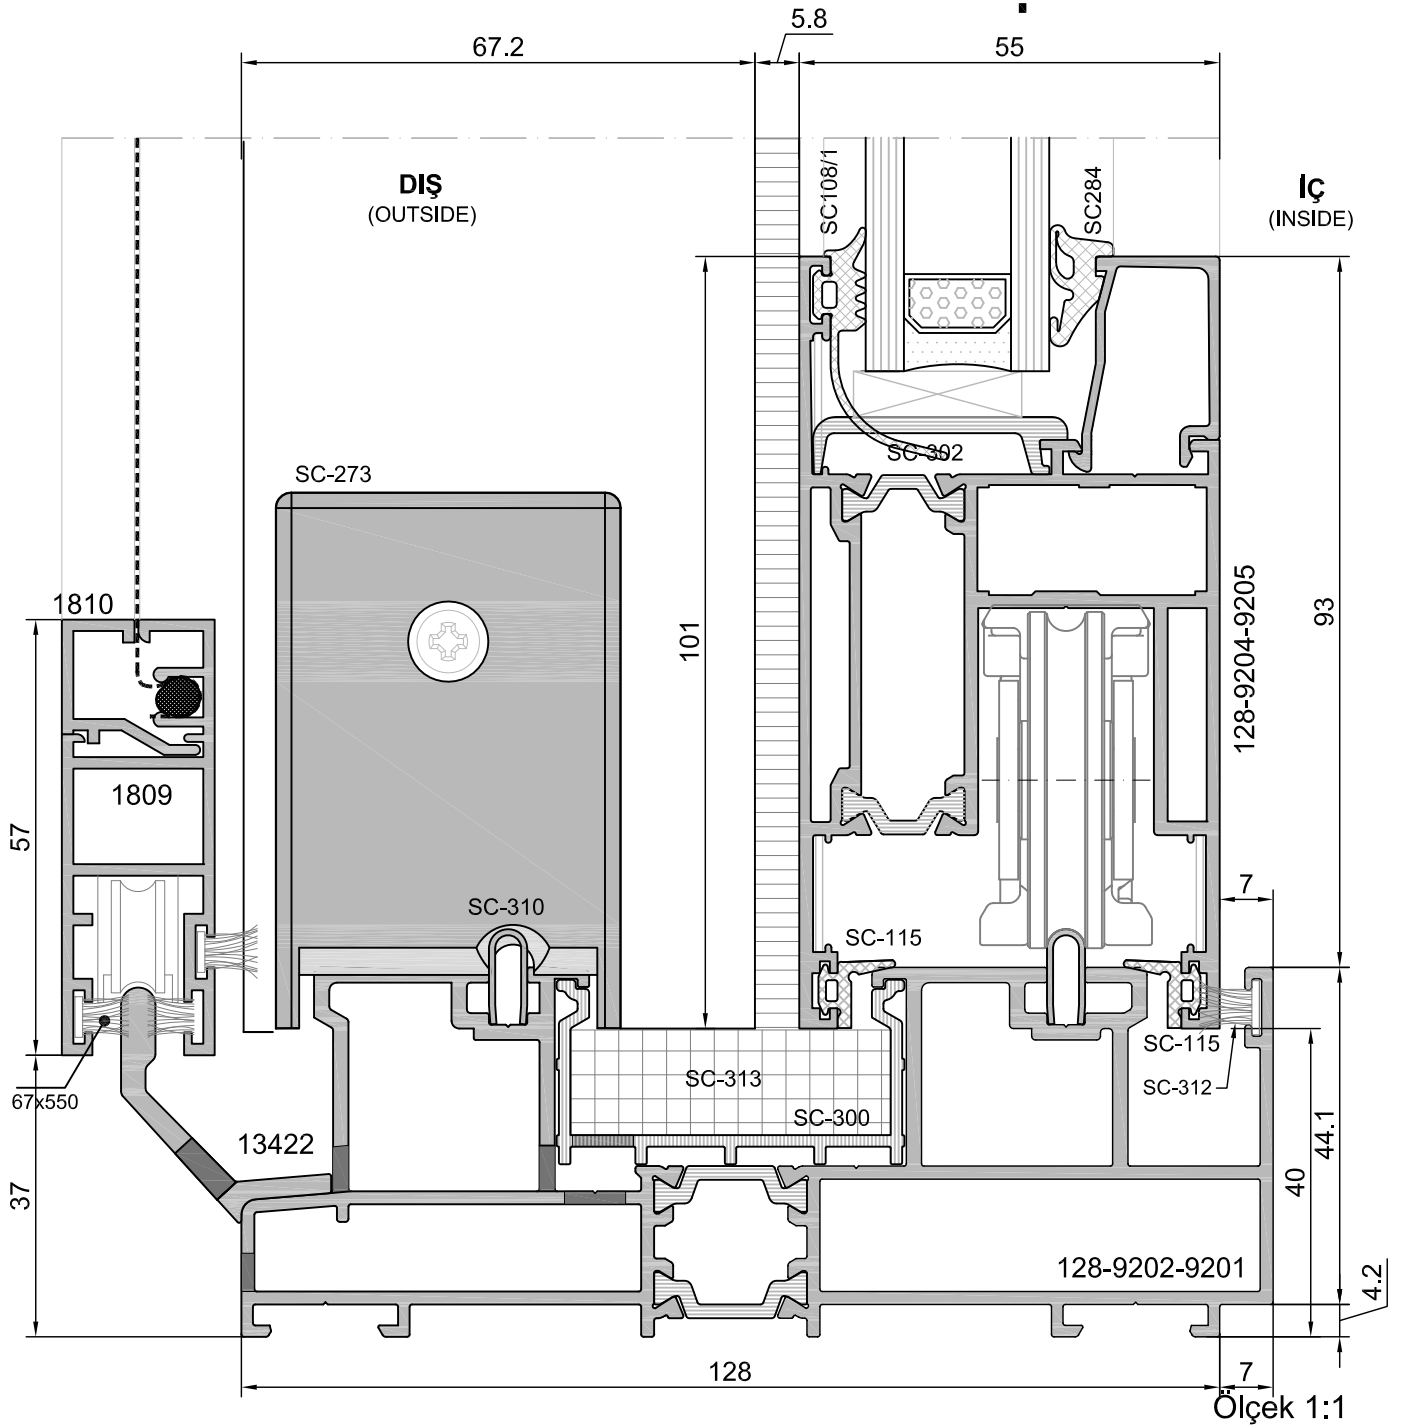 5.8
67.2
55
DIŞ
(OUTSIDE)
SC108/1
SC284
İÇ
(INSIDE)
SC-302
SC-273
1810
101
128-9204-9205
93
1809
57
SC-310
SC-115
7
SC-115
SC-313
SC-312
67x550
SC-300
13422
37
40
44.1
128-9202-9201
4.2
128
7
Ölçek 1:1